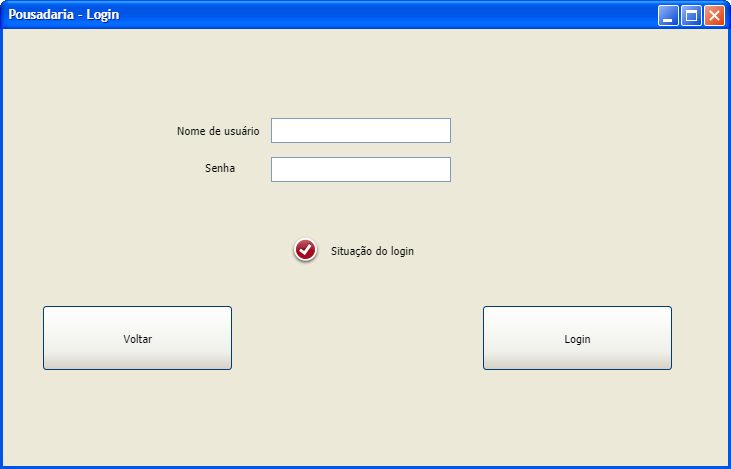 Pousadaria - Login
Nome de usuário
Senha
Situação do login
Voltar
Login